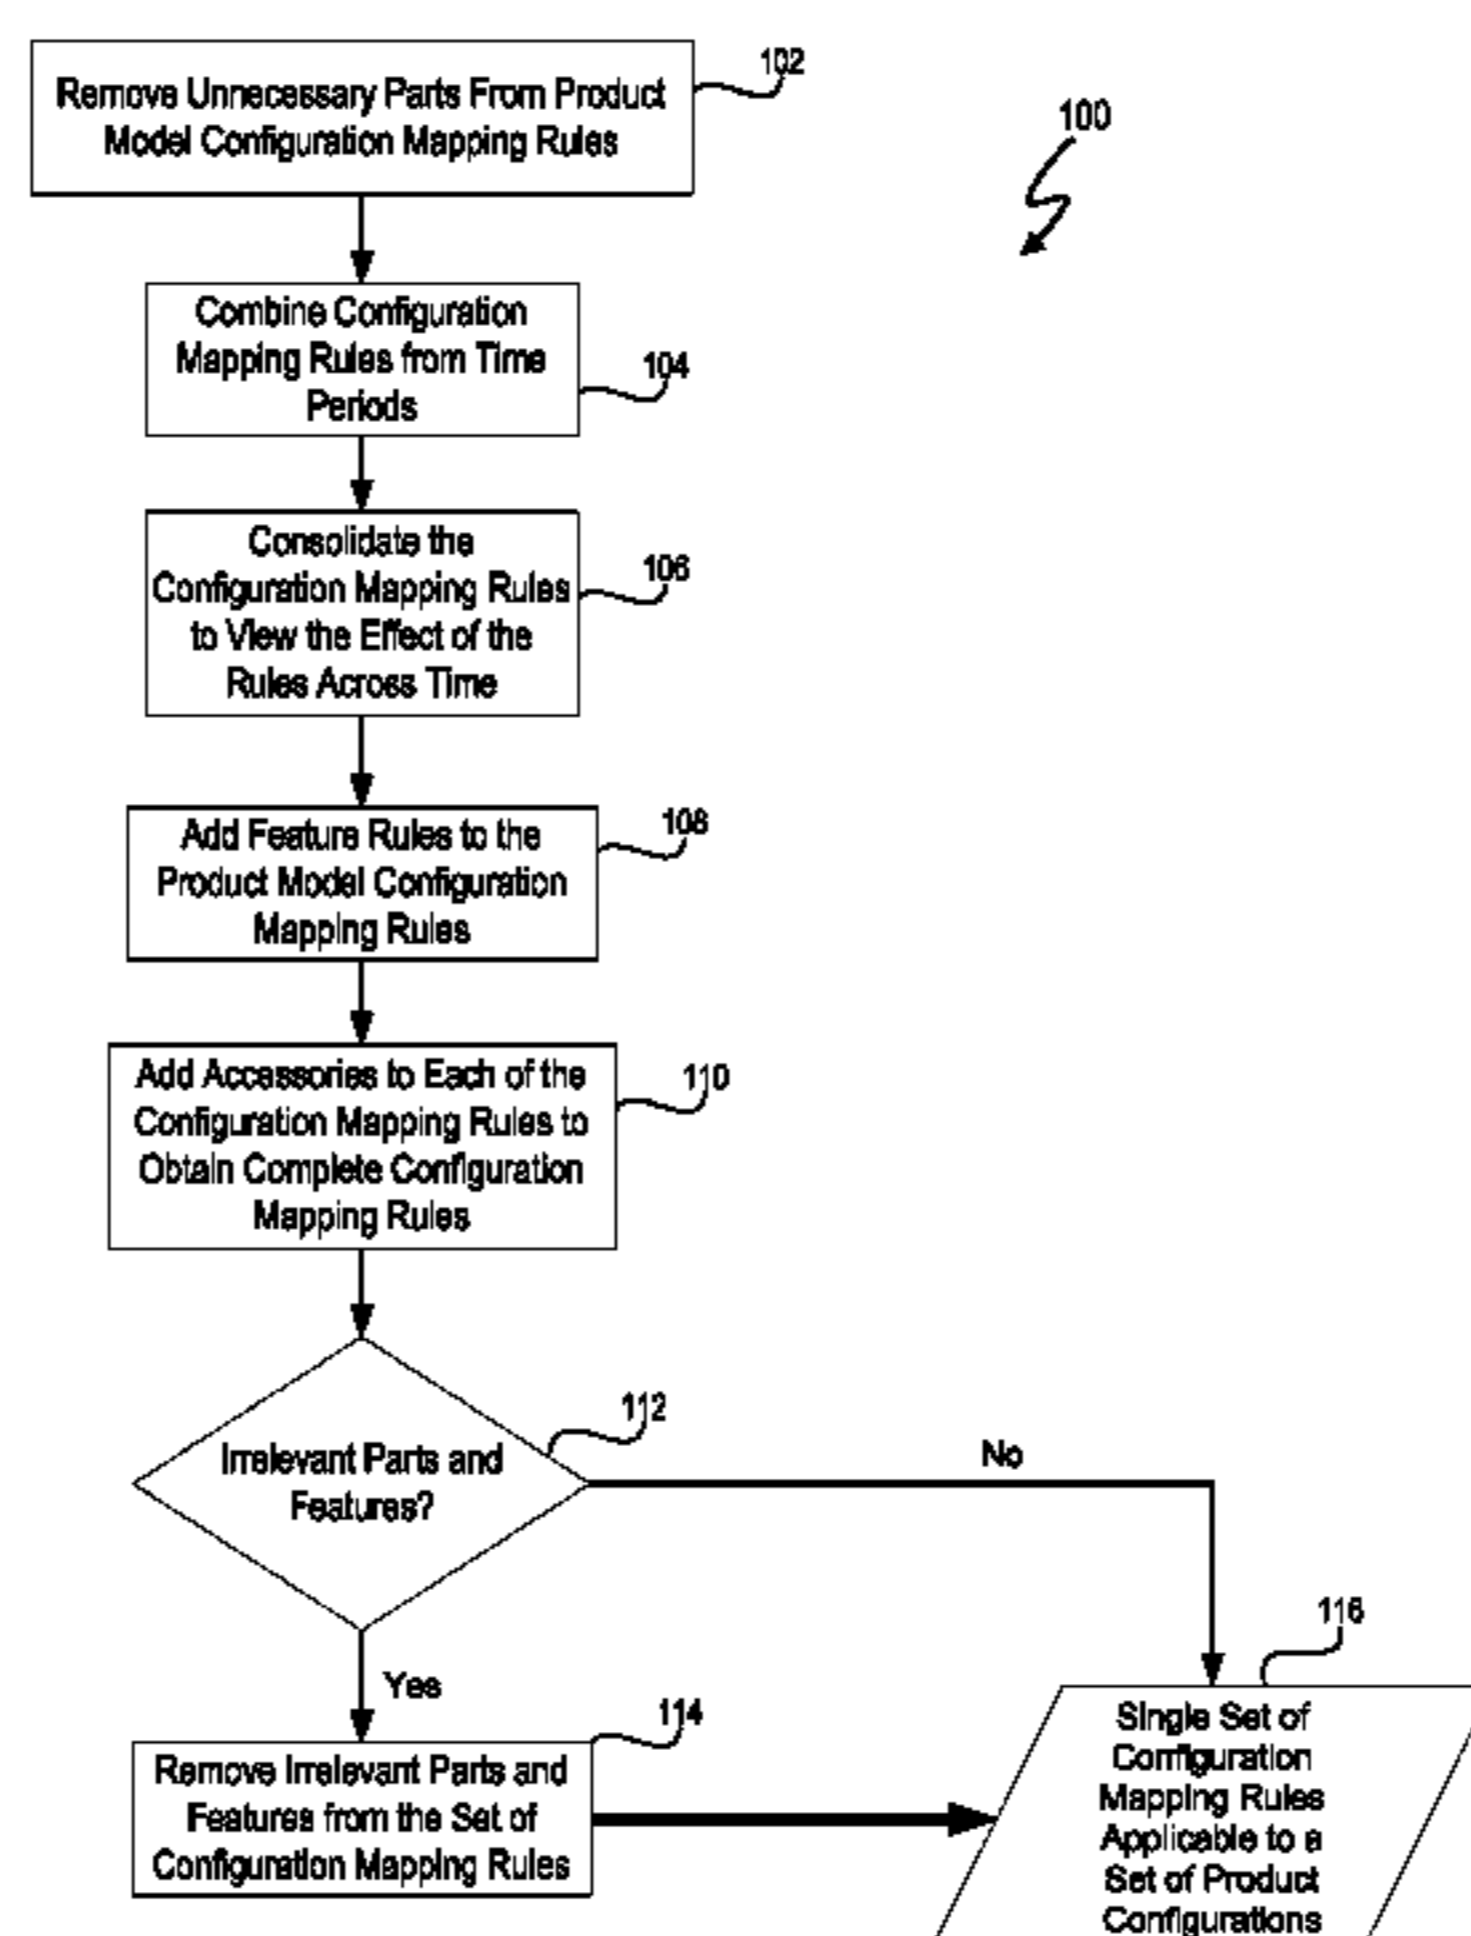 102
Remove Unnecessary Parts From Product
Model Configuration Mapping Rules
100
Combine Configuration
Mapping Rules from Time
Periods
104
Consolidate the
Configuration Mapping Rules
to View the Effect of the
Rules Across Time
106
Add Feature Rules to the
Product Model Configuration
Mapping Rules
108
Add Accessories to Each of the
Configuration Mapping Rules to
Obtain Complete Configuration
Mapping Rules
110
112
Irrelevant Parts and
Features?
No
Yes
116
114
Remove Irrelevant Parts and
Features from the Set of
Configuration Mapping Rules
Single Set of
Configuration
Mapping Rules
Applicable to a
Set of Product
Configurations